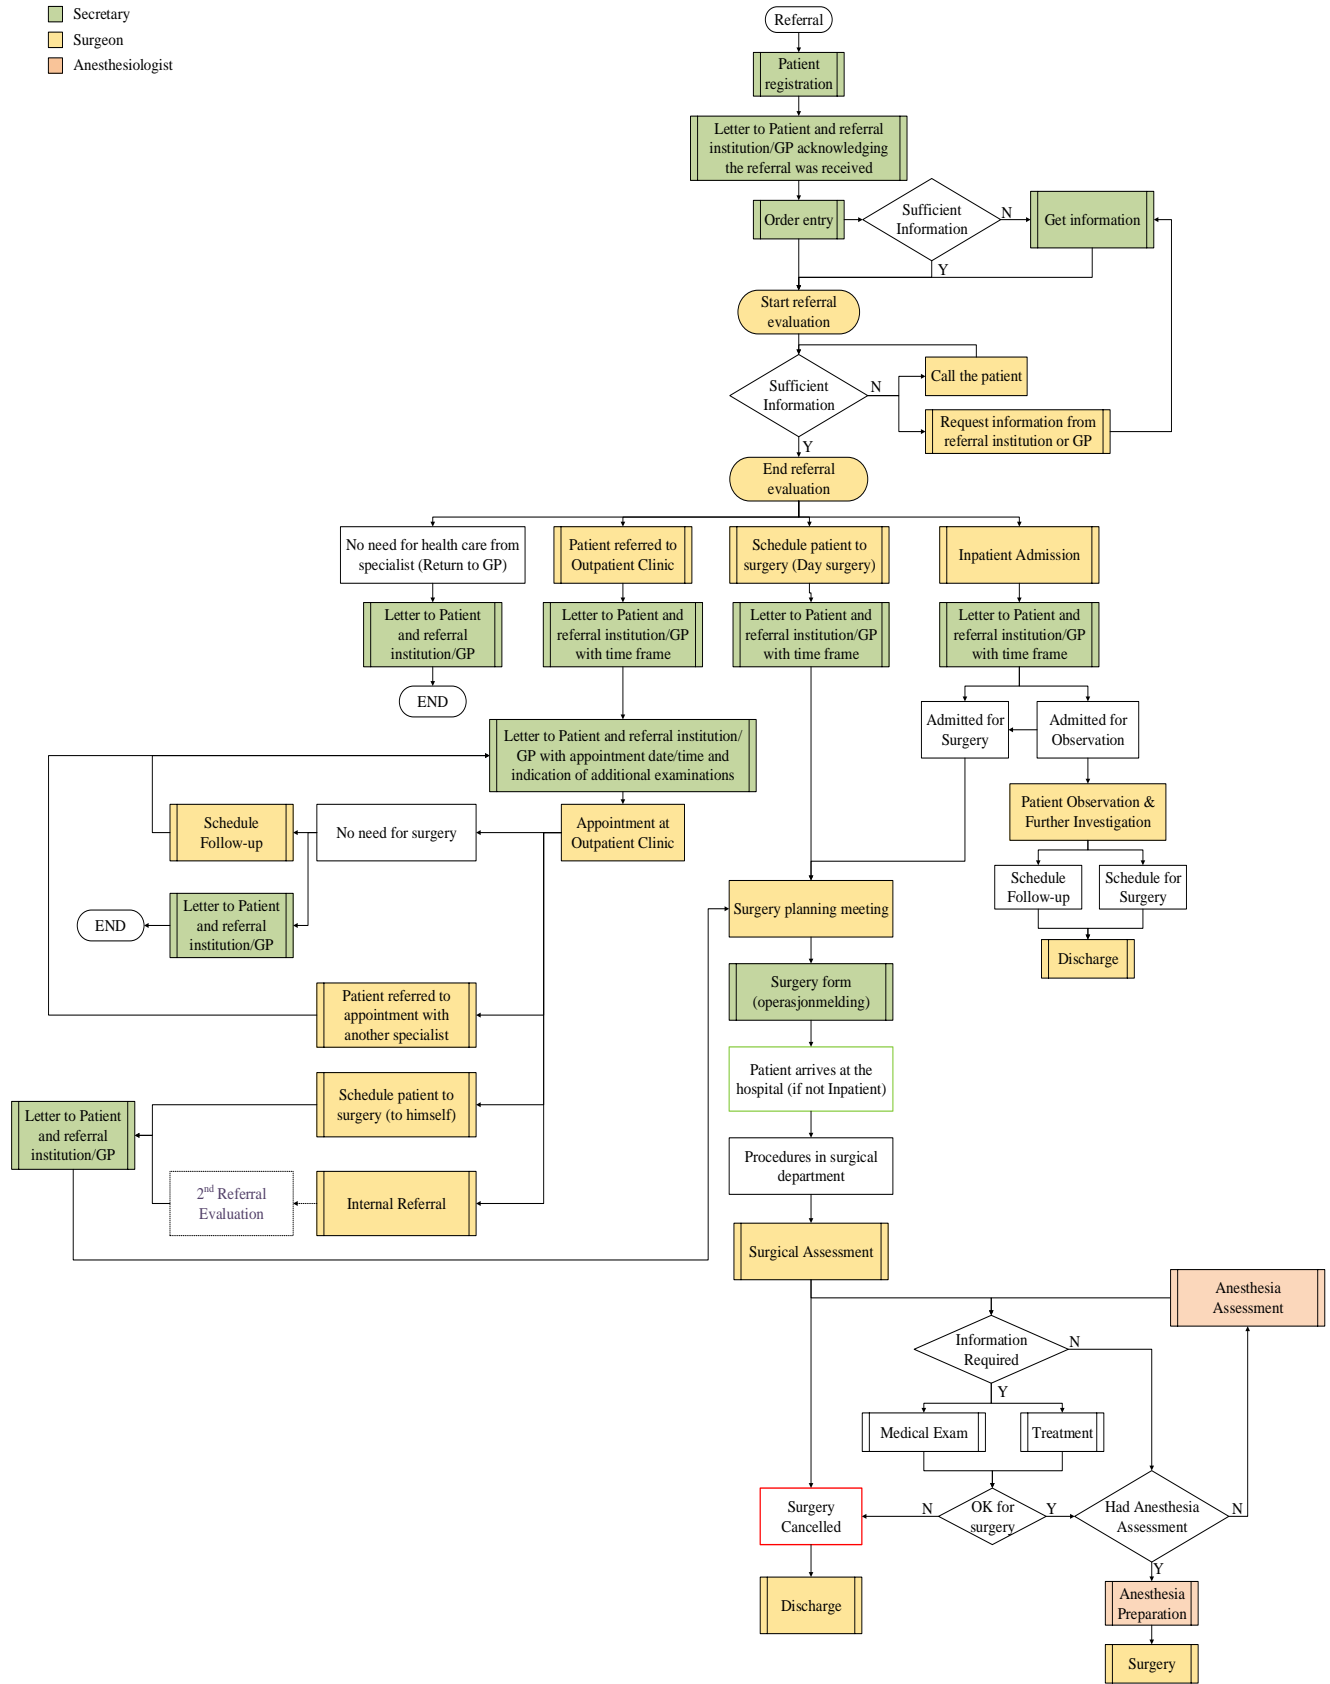 Secretary
Surgeon
Anesthesiologist
Referral
Patient
registration
Letter to Patient and referral
institution/GP acknowledging
the referral was received
Order entry
Sufficient
Information
N
Get information
Y
Start referral
evaluation
Sufficient
Information
N
Call the patient
Request information from
referral institution or GP
Y
End referral
evaluation
No need for health care from
specialist (Return to GP)
Patient referred to
Outpatient Clinic
Schedule patient to
surgery (Day surgery)
Inpatient Admission
Letter to Patient
and referral
institution/GP
Letter to Patient and
referral institution/GP
with time frame
Letter to Patient and
referral institution/GP
with time frame
Letter to Patient and
referral institution/GP
with time frame
END
Admitted for
Surgery
Admitted for
Observation
Letter to Patient and referral institution/
GP with appointment date/time and
indication of additional examinations
Patient Observation &
Further Investigation
Schedule
Follow-up
No need for surgery
Appointment at
Outpatient Clinic
Schedule
Follow-up
Schedule for
Surgery
END
Letter to Patient
and referral
institution/GP
Surgery planning meeting
Discharge
Patient referred to
appointment with
another specialist
Surgery form
(operasjonmelding)
Patient arrives at the
hospital (if not Inpatient)
Schedule patient to
surgery (to himself)
Letter to Patient
and referral
institution/GP
Procedures in surgical
department
2nd Referral
Evaluation
Internal Referral
Surgical Assessment
Anesthesia
Assessment
Information
Required
N
Y
Medical Exam
Treatment
Surgery
Cancelled
N
OK for
surgery
Y
Had Anesthesia
Assessment
N
Y
Discharge
Anesthesia
Preparation
Surgery